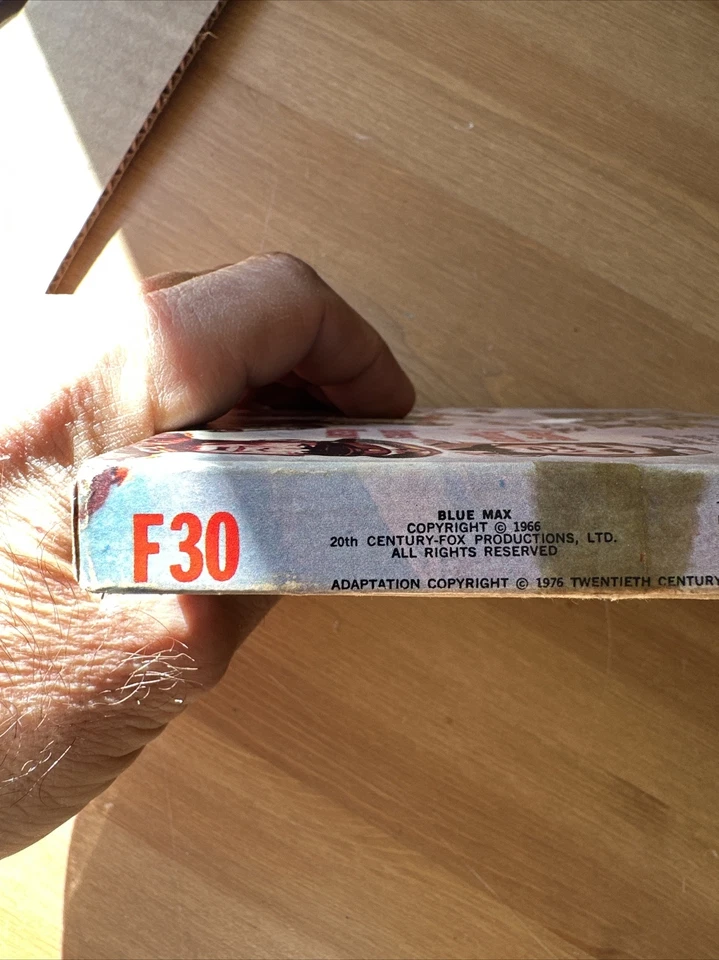 F30
BLUE MAX
COPYRIGHT © 1966
20th CENTURY-FOX PRODUCTIONS, LTD.
ALL RIGHTS RESERVED
ADAPTATION COPYRIGHT © 1976 TWENTIETH CENTURY